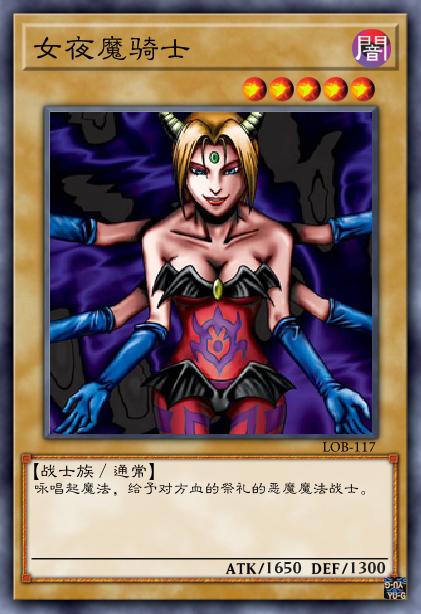 女夜魔骑士
闇
LOB-117
【战士族 / 通常】
咏唱起魔法，给予对方血的祭礼的恶魔魔法战士。
ATK/1650 DEF/1300